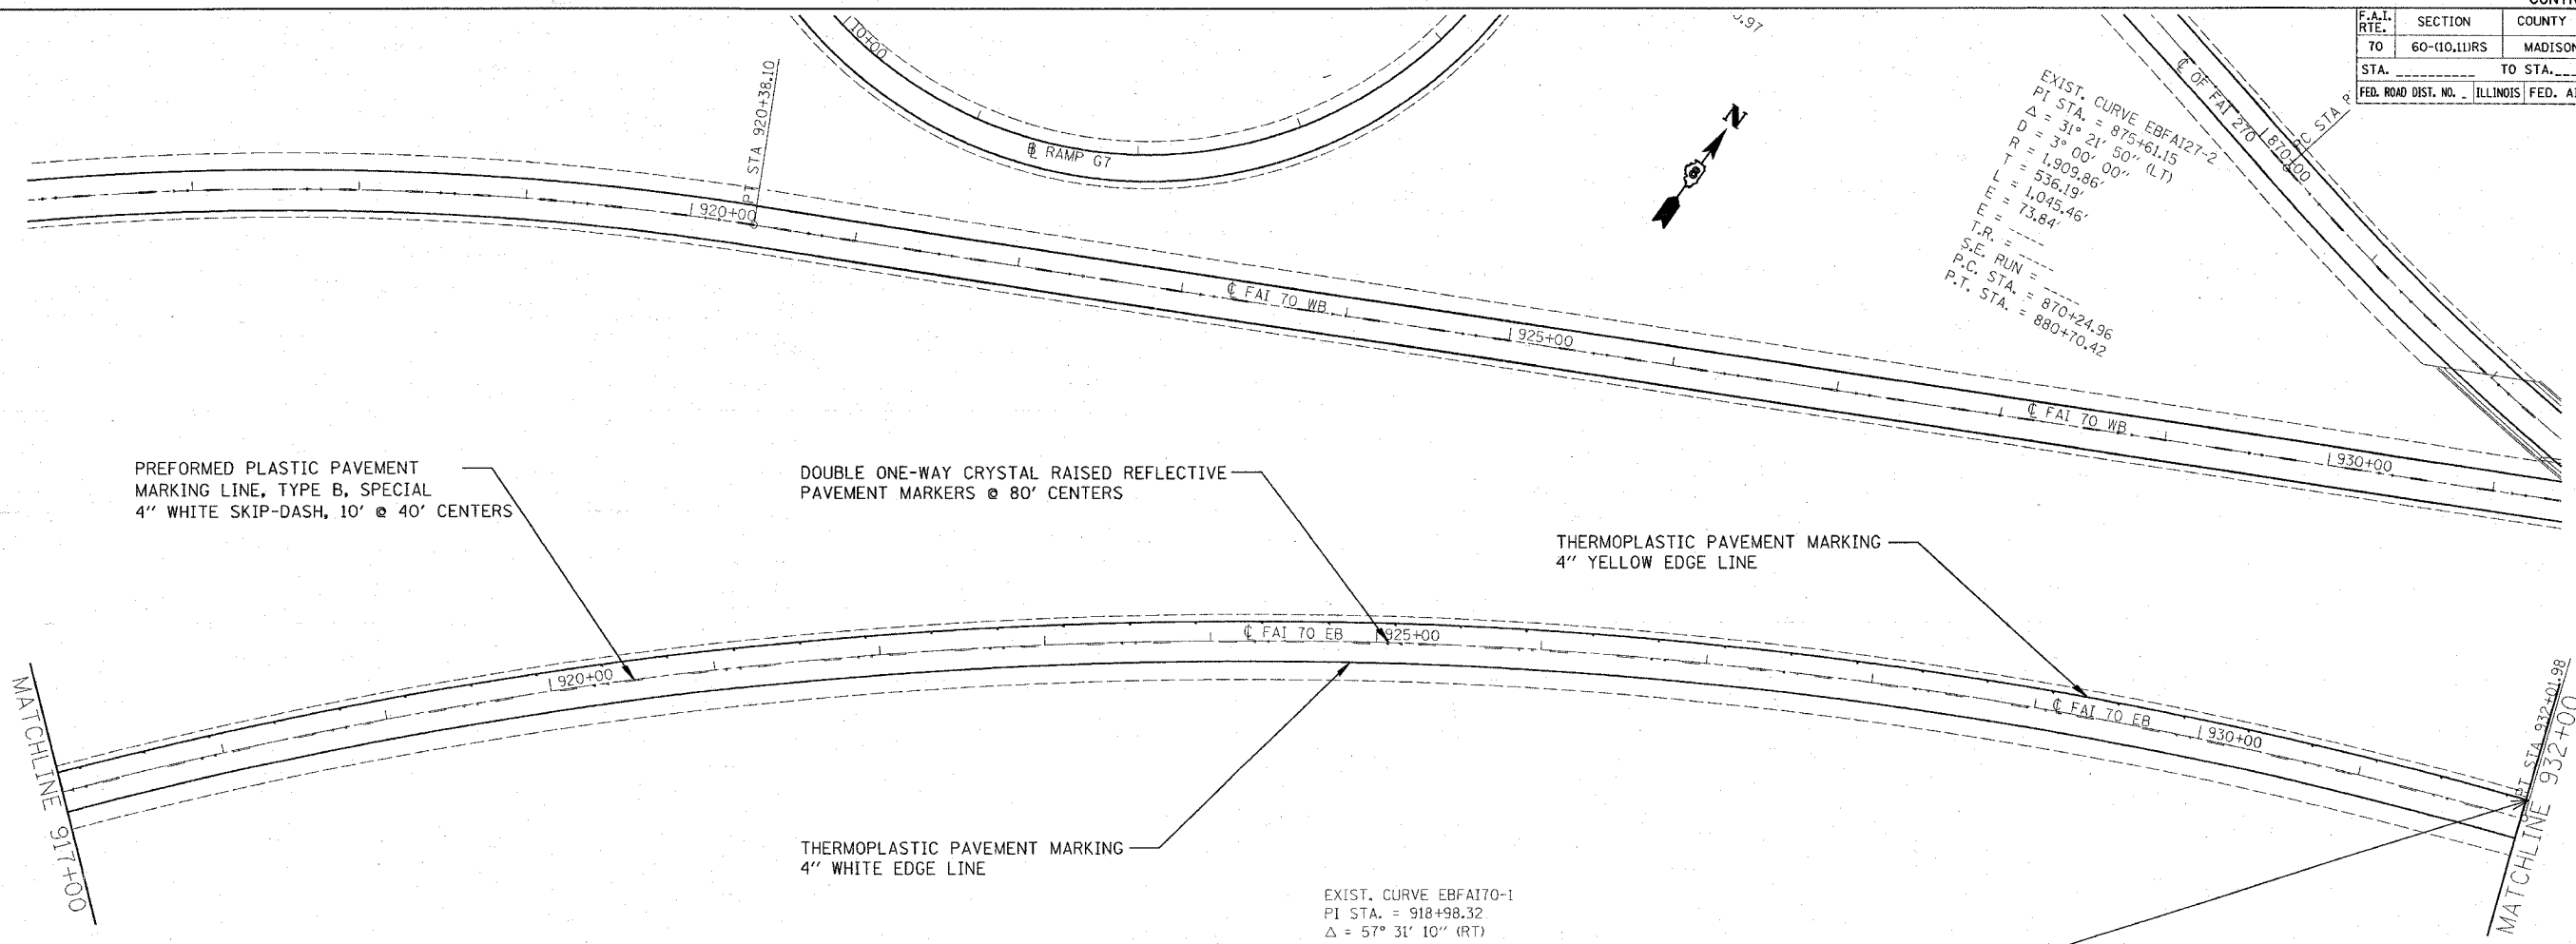 F.A.I. RTE. SECTION COUNTY
70 60-(10,11)RS MADISON
STA. __________ TO STA.
FED. ROAD DIST. NO. _ ILLINOIS FED.
10+00
℄ OF FAI 270
870+00
PC STA
EXIST. CURVE EBFAI27-2
PI STA. = 875+61.15
Δ = 31° 21' 50" (LT)
D = 3° 00' 00"
R = 1,909.86'
T = 536.19'
L = 1,045.46'
E = 73.84'
E = -----
T.R. = -----
S.E. RUN = -----
P.C. STA. = 870+24.96
P.T. STA. = 880+70.42
PT STA 920+38.10
RAMP G7
N
920+00
℄ FAI 70 WB
925+00
℄ FAI 70 WB
930+00
PREFORMED PLASTIC PAVEMENT
MARKING LINE, TYPE B, SPECIAL
4" WHITE SKIP-DASH, 10' @ 40' CENTERS
DOUBLE ONE-WAY CRYSTAL RAISED REFLECTIVE
PAVEMENT MARKERS @ 80' CENTERS
THERMOPLASTIC PAVEMENT MARKING
4" YELLOW EDGE LINE
920+00
℄ FAI 70 EB
925+00
℄ FAI 70 EB
930+00
MATCHLINE 917+00
PT STA 932+01.98
MATCHLINE 932+00
THERMOPLASTIC PAVEMENT MARKING
4" WHITE EDGE LINE
EXIST. CURVE EBFAI70-1
PI STA. = 918+98.32
Δ = 57° 31' 10" (RT)